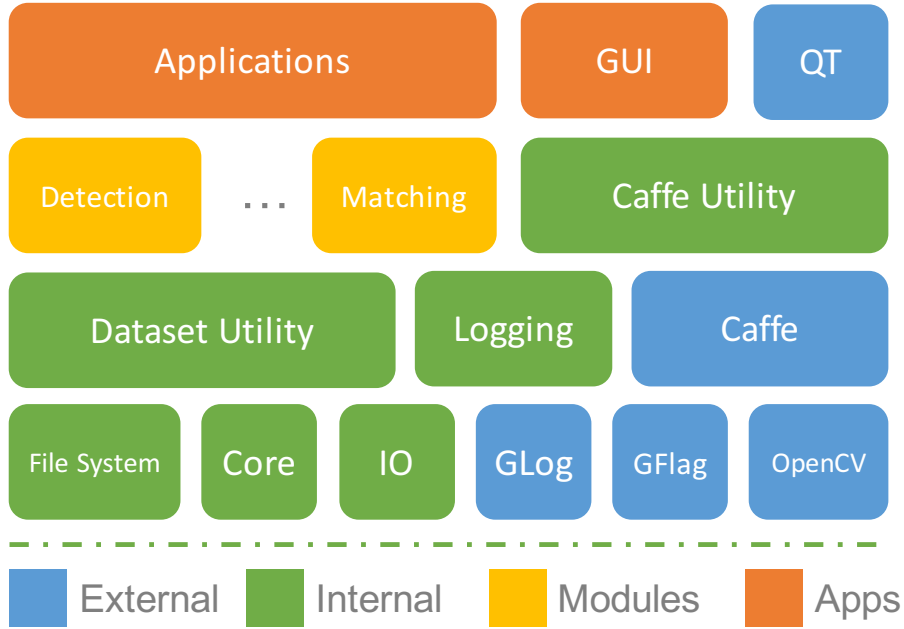 Applications GUI QT
Detection ... Matching Caffe Utility
Dataset Utility Logging Caffe
File System Core IO GLog GFlag OpenCV
External Internal Modules Apps